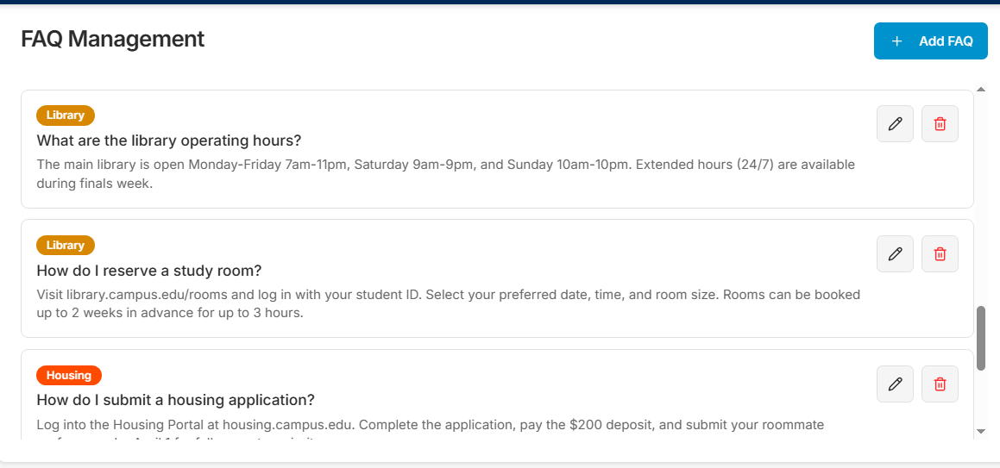 FAQ Management
+ Add FAQ
Library
What are the library operating hours?
The main library is open Monday-Friday 7am-11pm, Saturday 9am-9pm, and Sunday 10am-10pm. Extended hours (24/7) are available
during finals week.
Library
How do I reserve a study room?
Visit library.campus.edu/rooms and log in with your student ID. Select your preferred date, time, and room size. Rooms can be booked
up to 2 weeks in advance for up to 3 hours.
Housing
How do I submit a housing application?
Log into the Housing Portal at housing.campus.edu. Complete the application, pay the $200 deposit, and submit your roommate